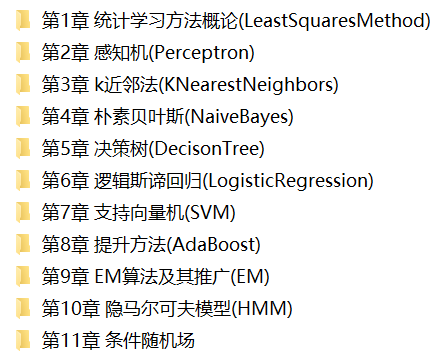 第1章 统计学习方法概论(LeastSquaresMethod)
第2章 感知机(Perceptron)
第3章 k近邻法(KNearestNeighbors)
第4章 朴素贝叶斯(NaiveBayes)
第5章 决策树(DecisonTree)
第6章 逻辑斯谛回归(LogisticRegression)
第7章 支持向量机(SVM)
第8章 提升方法(AdaBoost)
第9章 EM算法及其推广(EM)
第10章 隐马尔可夫模型(HMM)
第11章 条件随机场